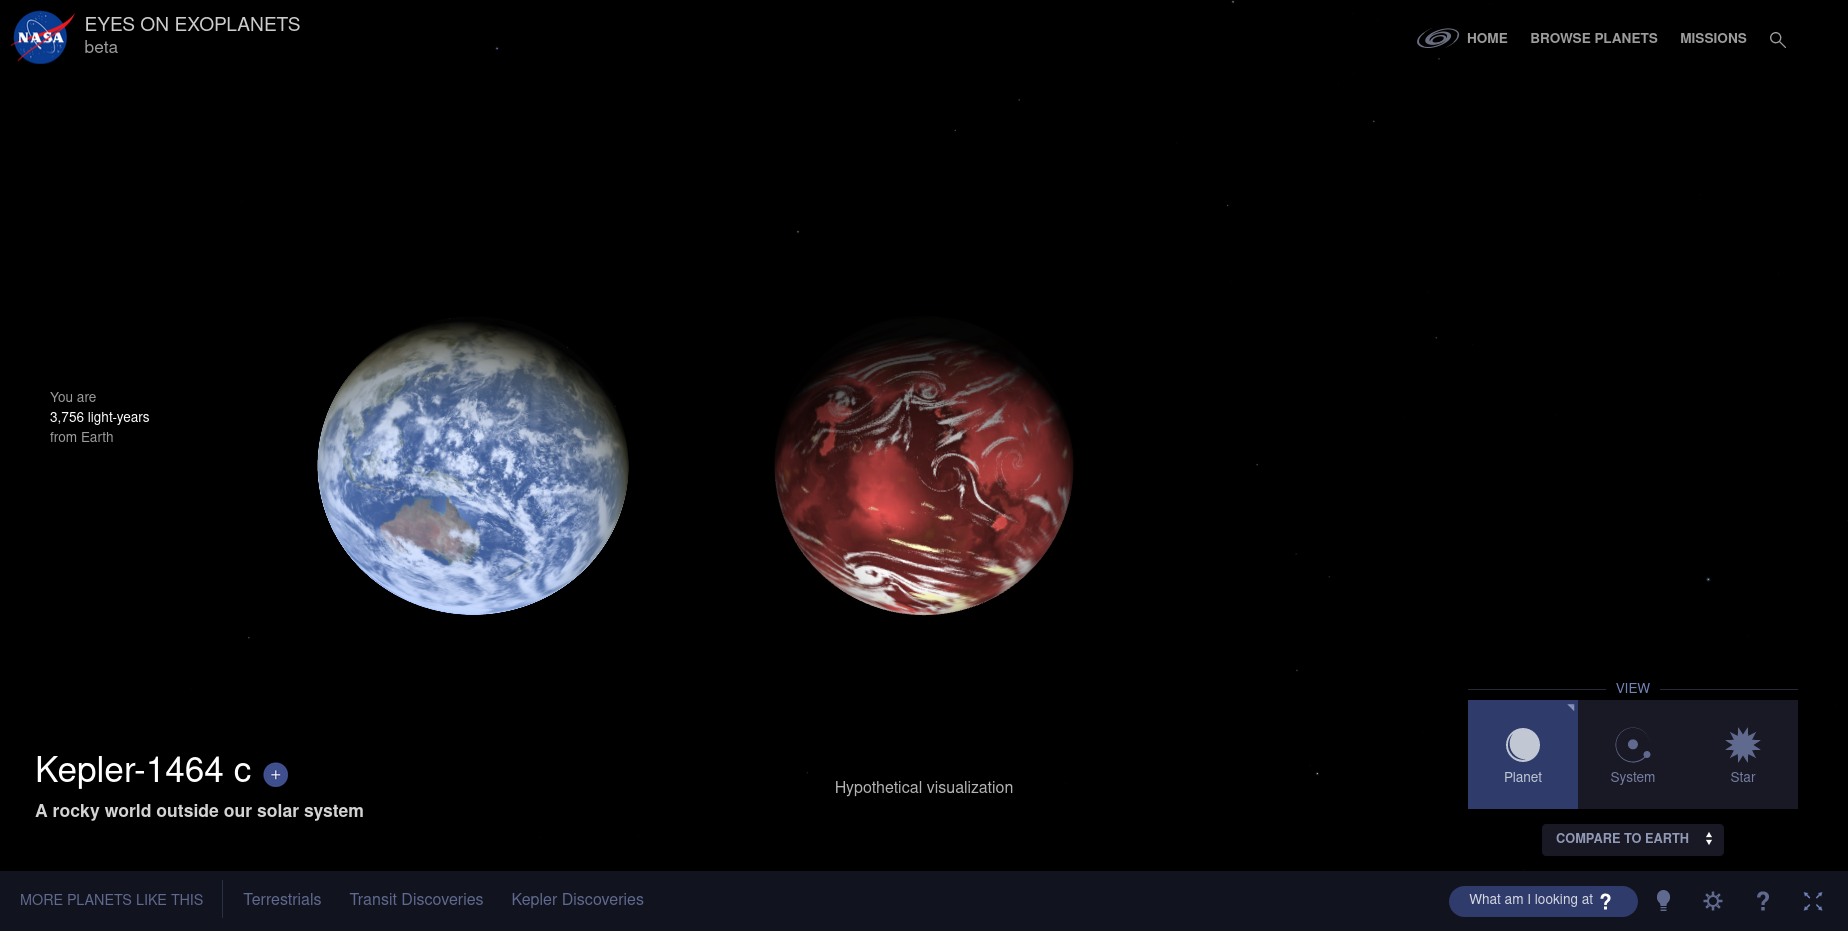 NASA
EYES ON EXOPLANETS
beta
HOME
BROWSE PLANETS
MISSIONS
You are
3,756 light-years
from Earth
VIEW
Planet
System
Star
COMPARE TO EARTH
Kepler-1464 c +
A rocky world outside our solar system
Hypothetical visualization
MORE PLANETS LIKE THIS
Terrestrials
Transit Discoveries
Kepler Discoveries
What am I looking at ?
?